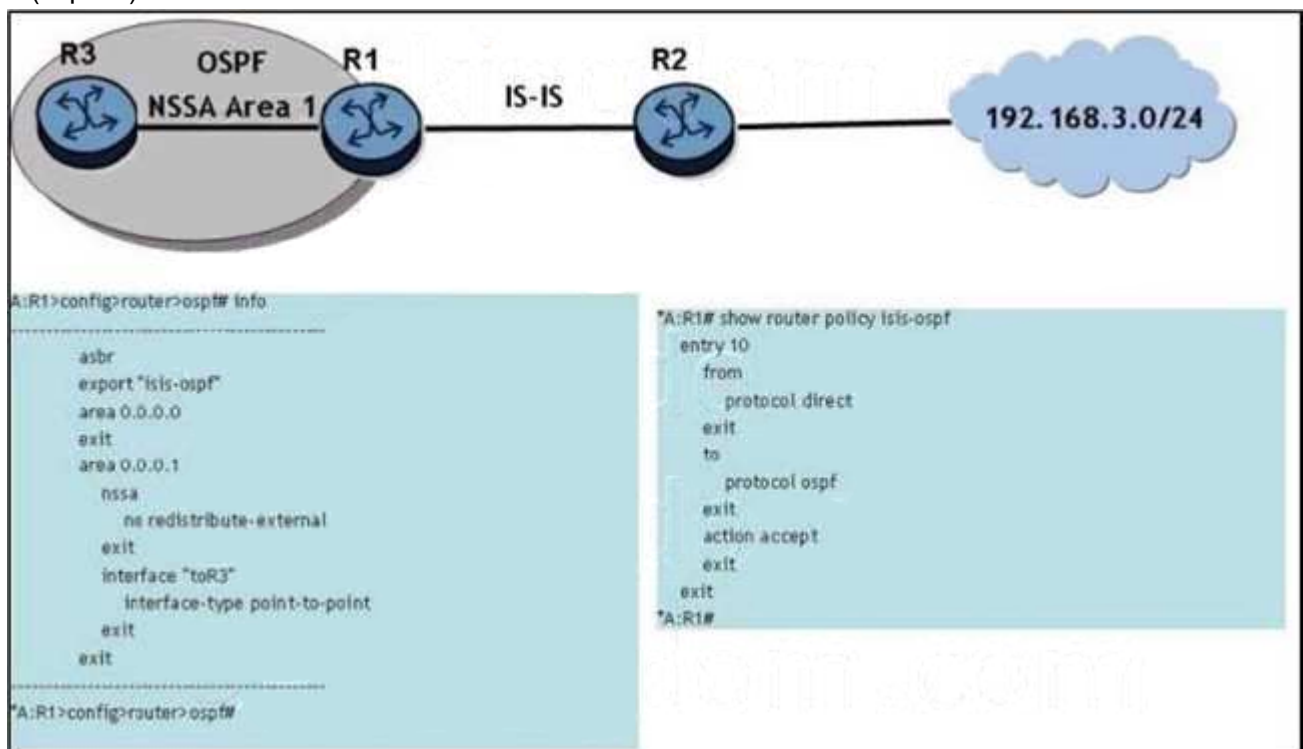 R3
OSPF
R1
R2
NSSA Area 1
IS-IS
192.168.3.0/24
A:R1>config>router>ospf# info
----------------------------------------
asbr
export "isis-ospf"
area 0.0.0.0
exit
area 0.0.0.1
nssa
no redistribute-external
exit
interface "toR3"
interface-type point-to-point
exit
exit
----------------------------------------
*A:R1>config>router>ospf#
*A:R1# show router policy isis-ospf
entry 10
from
protocol direct
exit
to
protocol ospf
exit
action accept
exit
exit
*A:R1#